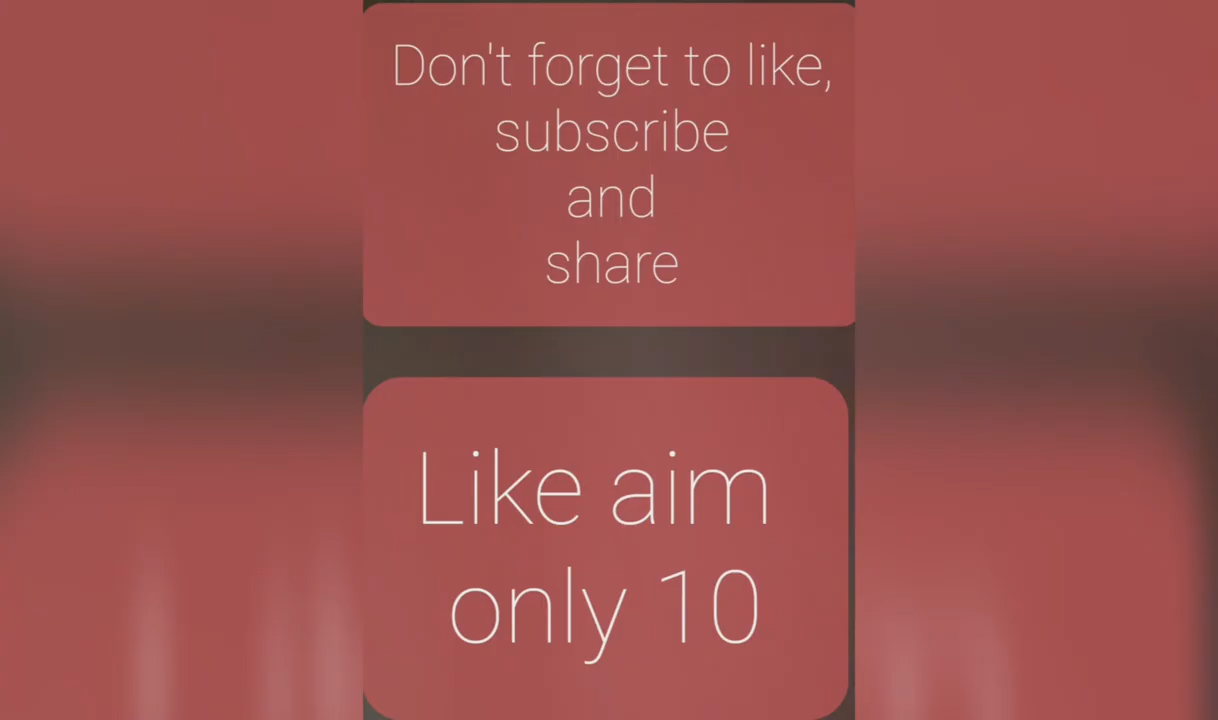 Don't forget to like,
subscribe
and
share
Like aim
only 10